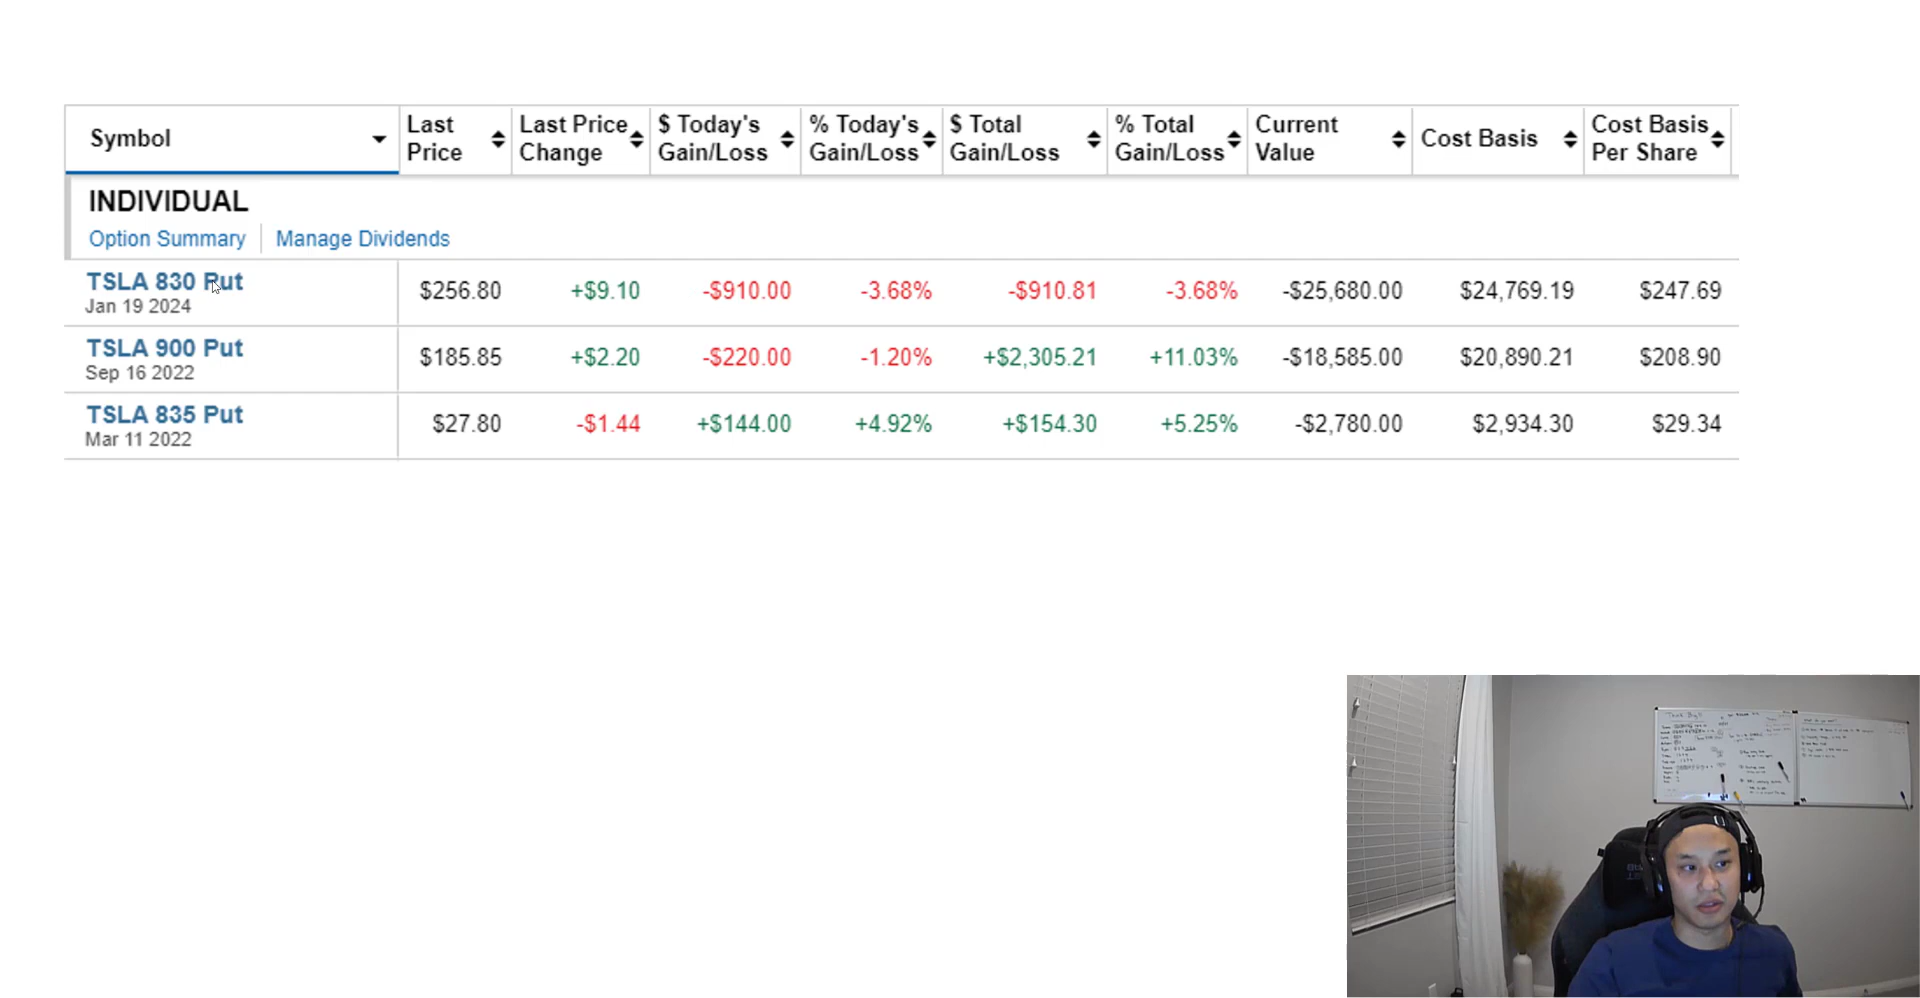 Symbol
Last Price
Last Price Change
$ Today's Gain/Loss
% Today's Gain/Loss
$ Total Gain/Loss
% Total Gain/Loss
Current Value
Cost Basis
Cost Basis Per Share
INDIVIDUAL
Option Summary Manage Dividends
TSLA 830 Put $256.80 +$9.10 -$910.00 -3.68% -$910.81 -3.68% -$25,680.00 $24,769.19 $247.69
Jan 19 2024
TSLA 900 Put $185.85 +$2.20 -$220.00 -1.20% +$2,305.21 +11.03% -$18,585.00 $20,890.21 $208.90
Sep 16 2022
TSLA 835 Put $27.80 -$1.44 +$144.00 +4.92% +$154.30 +5.25% -$2,780.00 $2,934.30 $29.34
Mar 11 2022